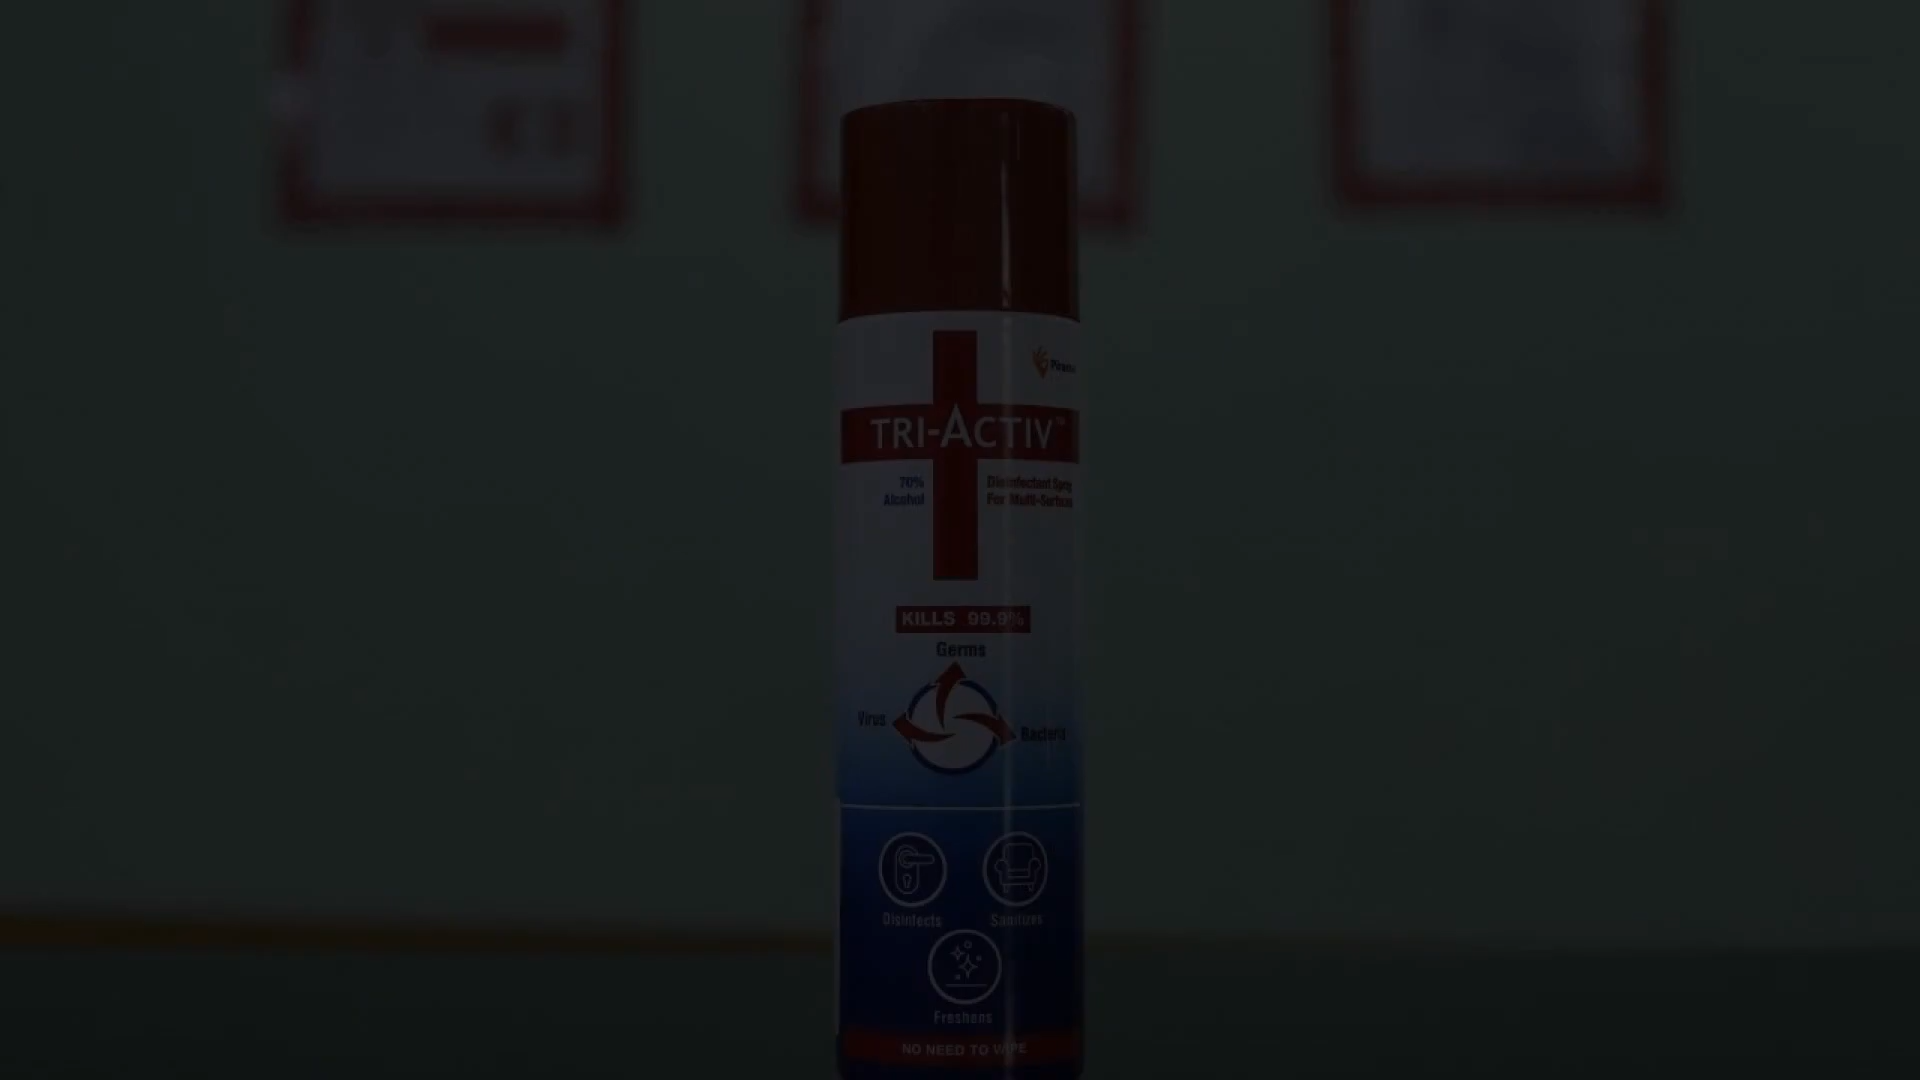 TRI-ACTIV™
70%
Alcohol
Disinfectant Spray
For Multi-Surface
KILLS 99.9%
Germs
Virus
Bacteria
Disinfects
Sanitizes
Freshens
NO NEED TO WIPE